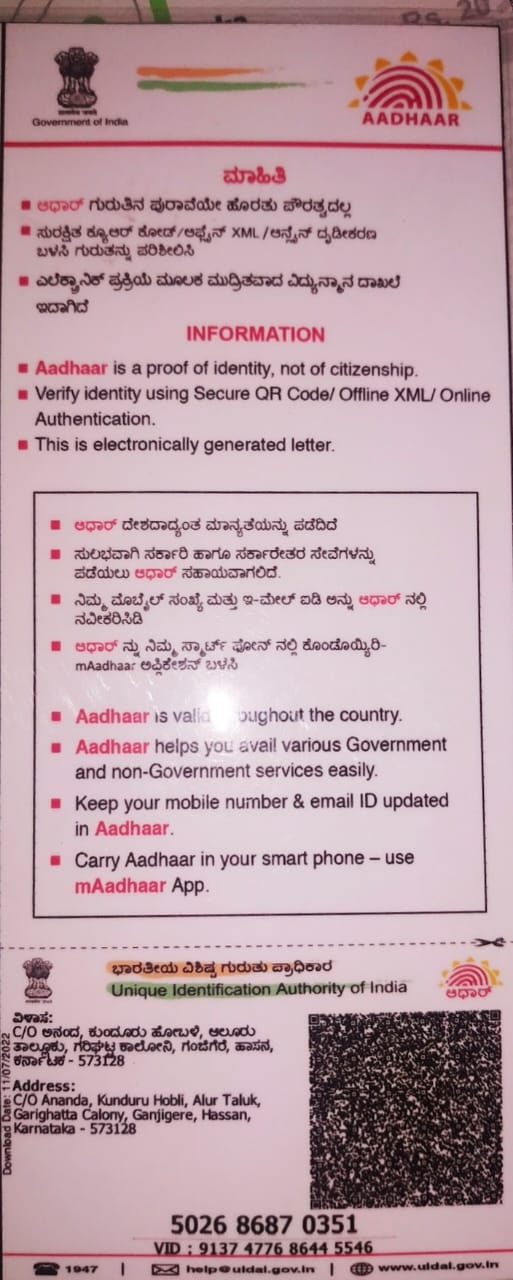 Rs. 20
Government of India
AADHAAR
ಮಾಹಿತಿ
■ ಆಧಾರ್ ಗುರುತಿನ ಪುರಾವೆಯೇ ಹೊರತು ಪೌರತ್ವದಲ್ಲ
■ ಸುರಕ್ಷಿತ ಕ್ಯೂಆರ್ ಕೋಡ್/ಆಫ್ಲೈನ್ XML /ಆನ್ಲೈನ್ ದೃಢೀಕರಣ
ಬಳಸಿ ಗುರುತನ್ನು ಪರಿಶೀಲಿಸಿ
■ ಎಲೆಕ್ಟ್ರಾನಿಕ್ ಪ್ರಕ್ರಿಯೆ ಮೂಲಕ ಮುದ್ರಿತವಾದ ವಿದ್ಯುನ್ಮಾನ ದಾಖಲೆ
ಇದಾಗಿದೆ
INFORMATION
■ Aadhaar is a proof of identity, not of citizenship.
■ Verify identity using Secure QR Code/ Offline XML/ Online
Authentication.
■ This is electronically generated letter.
■ ಆಧಾರ್ ದೇಶದಾದ್ಯಂತ ಮಾನ್ಯತೆಯನ್ನು ಪಡೆದಿದೆ
■ ಸುಲಭವಾಗಿ ಸರ್ಕಾರಿ ಹಾಗೂ ಸರ್ಕಾರೇತರ ಸೇವೆಗಳನ್ನು
ಪಡೆಯಲು ಆಧಾರ್ ಸಹಾಯವಾಗಲಿದೆ.
■ ನಿಮ್ಮ ಮೊಬೈಲ್ ಸಂಖ್ಯೆ ಮತ್ತು ಇ-ಮೇಲ್ ಐಡಿ ಅನ್ನು ಆಧಾರ್ ನಲ್ಲಿ
ನವೀಕರಿಸಿಡಿ
■ ಆಧಾರ್ ನ್ನು ನಿಮ್ಮ ಸ್ಮಾರ್ಟ್ ಫೋನ್ ನಲ್ಲಿ ಕೊಂಡೊಯ್ಯಿರಿ-
mAadhaar ಅಪ್ಲಿಕೇಶನ್ ಬಳಸಿ
■ Aadhaar is valid throughout the country.
■ Aadhaar helps you avail various Government
and non-Government services easily.
■ Keep your mobile number & email ID updated
in Aadhaar.
■ Carry Aadhaar in your smart phone – use
mAadhaar App.
ಭಾರತೀಯ ವಿಶಿಷ್ಟ ಗುರುತು ಪ್ರಾಧಿಕಾರ
Unique Identification Authority of India
ಆಧಾರ್
ವಿಳಾಸ:
C/O ಆನಂದ, ಕುಂದೂರು ಹೋಬಳಿ, ಆಲೂರು
ತಾಲ್ಲೂಕು, ಗರಿಘಟ್ಟ ಕಾಲೋನಿ, ಗಂಜಿಗೆರೆ, ಹಾಸನ,
ಕರ್ನಾಟಕ - 573128
Address:
C/O Ananda, Kunduru Hobli, Alur Taluk,
Garighatta Calony, Ganjigere, Hassan,
Karnataka - 573128
Download Date: 11/07/2022
5026 8687 0351
VID : 9137 4776 8644 5546
1947 | help@uidai.gov.in | www.uidai.gov.in